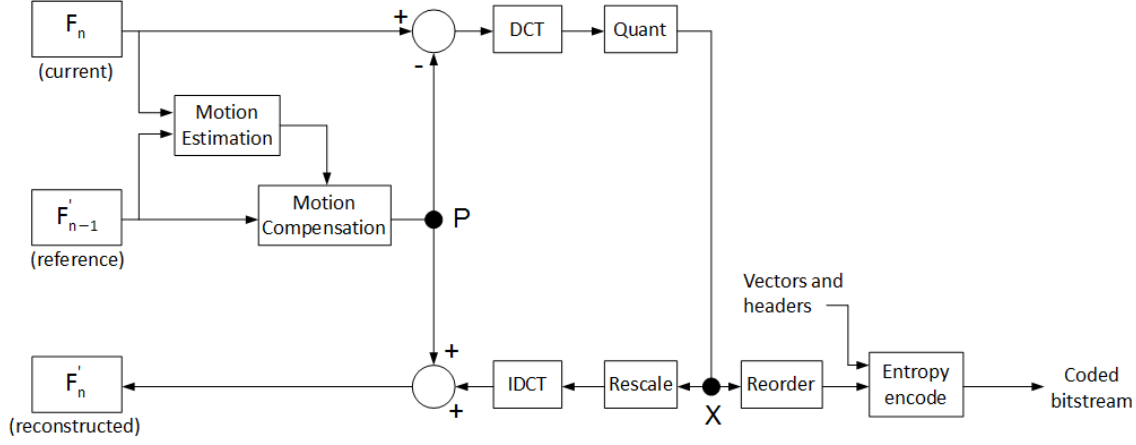 F n
(current)
+
-
DCT
Quant
Motion
Estimation
F' n−1
(reference)
Motion
Compensation
P
Vectors and
headers
F' n
(reconstructed)
+
+
IDCT
Rescale
X
Reorder
Entropy
encode
Coded
bitstream